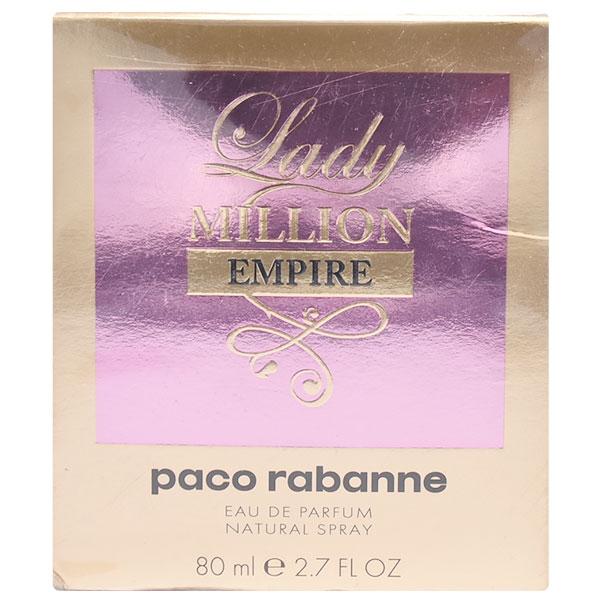 Lady
MILLION
EMPIRE
paco rabanne
EAU DE PARFUM
NATURAL SPRAY
80 ml ℮ 2.7 FL OZ